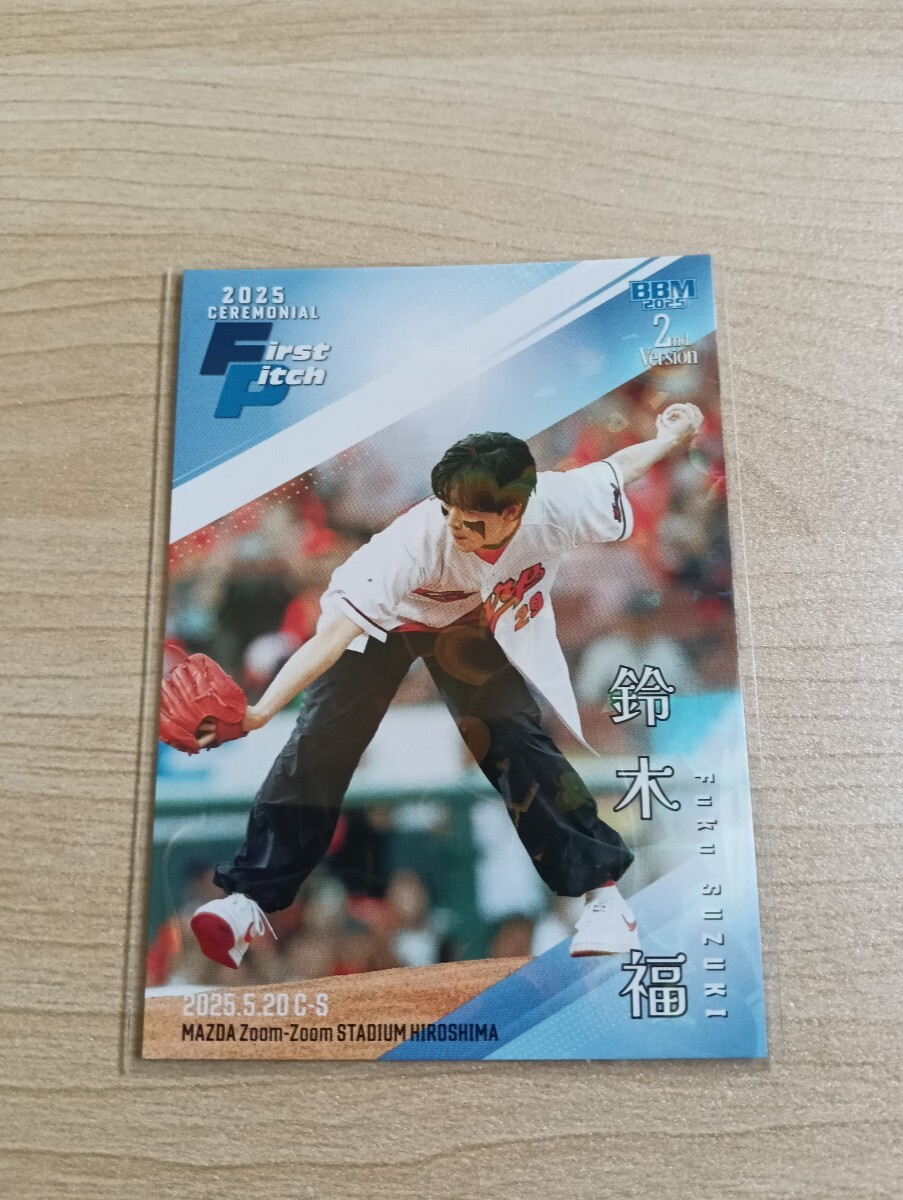 2025
CEREMONIAL
First
Pitch
BBM
2025
2nd
Version
29
鈴木 福
Fuku SUZUKI
2025.5.20 C-S
MAZDA Zoom-Zoom STADIUM HIROSHIMA